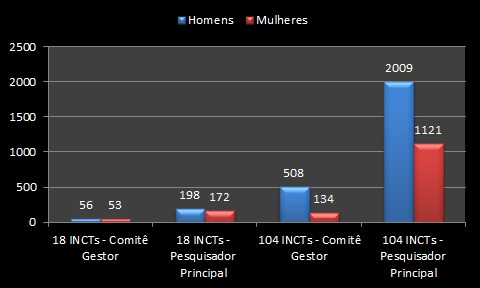 Homens Mulheres
2500
2000
1500
1000
500
0
56 53
198 172
508 134
2009 1121
18 INCTs - Comitê
Gestor
18 INCTs -
Pesquisador
Principal
104 INCTs - Comitê
Gestor
104 INCTs -
Pesquisador
Principal